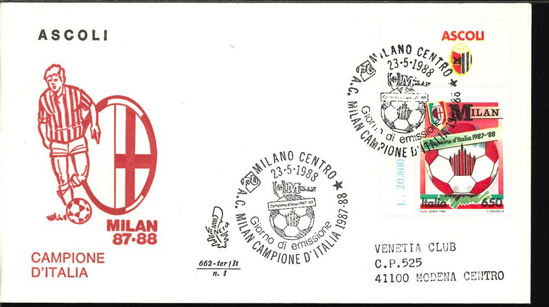 ASCOLI
MILAN
87-88
CAMPIONE
D'ITALIA
MILANO CENTRO
23-5-1988
Giorno di emissione
A.C. MILAN CAMPIONE D'ITALIA 1987-88
662-ter/It
n. 1
MILANO CENTRO
23-5-1988
Giorno di emissione
A.C. MILAN CAMPIONE D'ITALIA 1987-88
ASCOLI
L. 20.800
MILAN
Campione d'Italia 1987-'88
Italia 650
VENETIA CLUB
C.P.525
41100 MODENA CENTRO